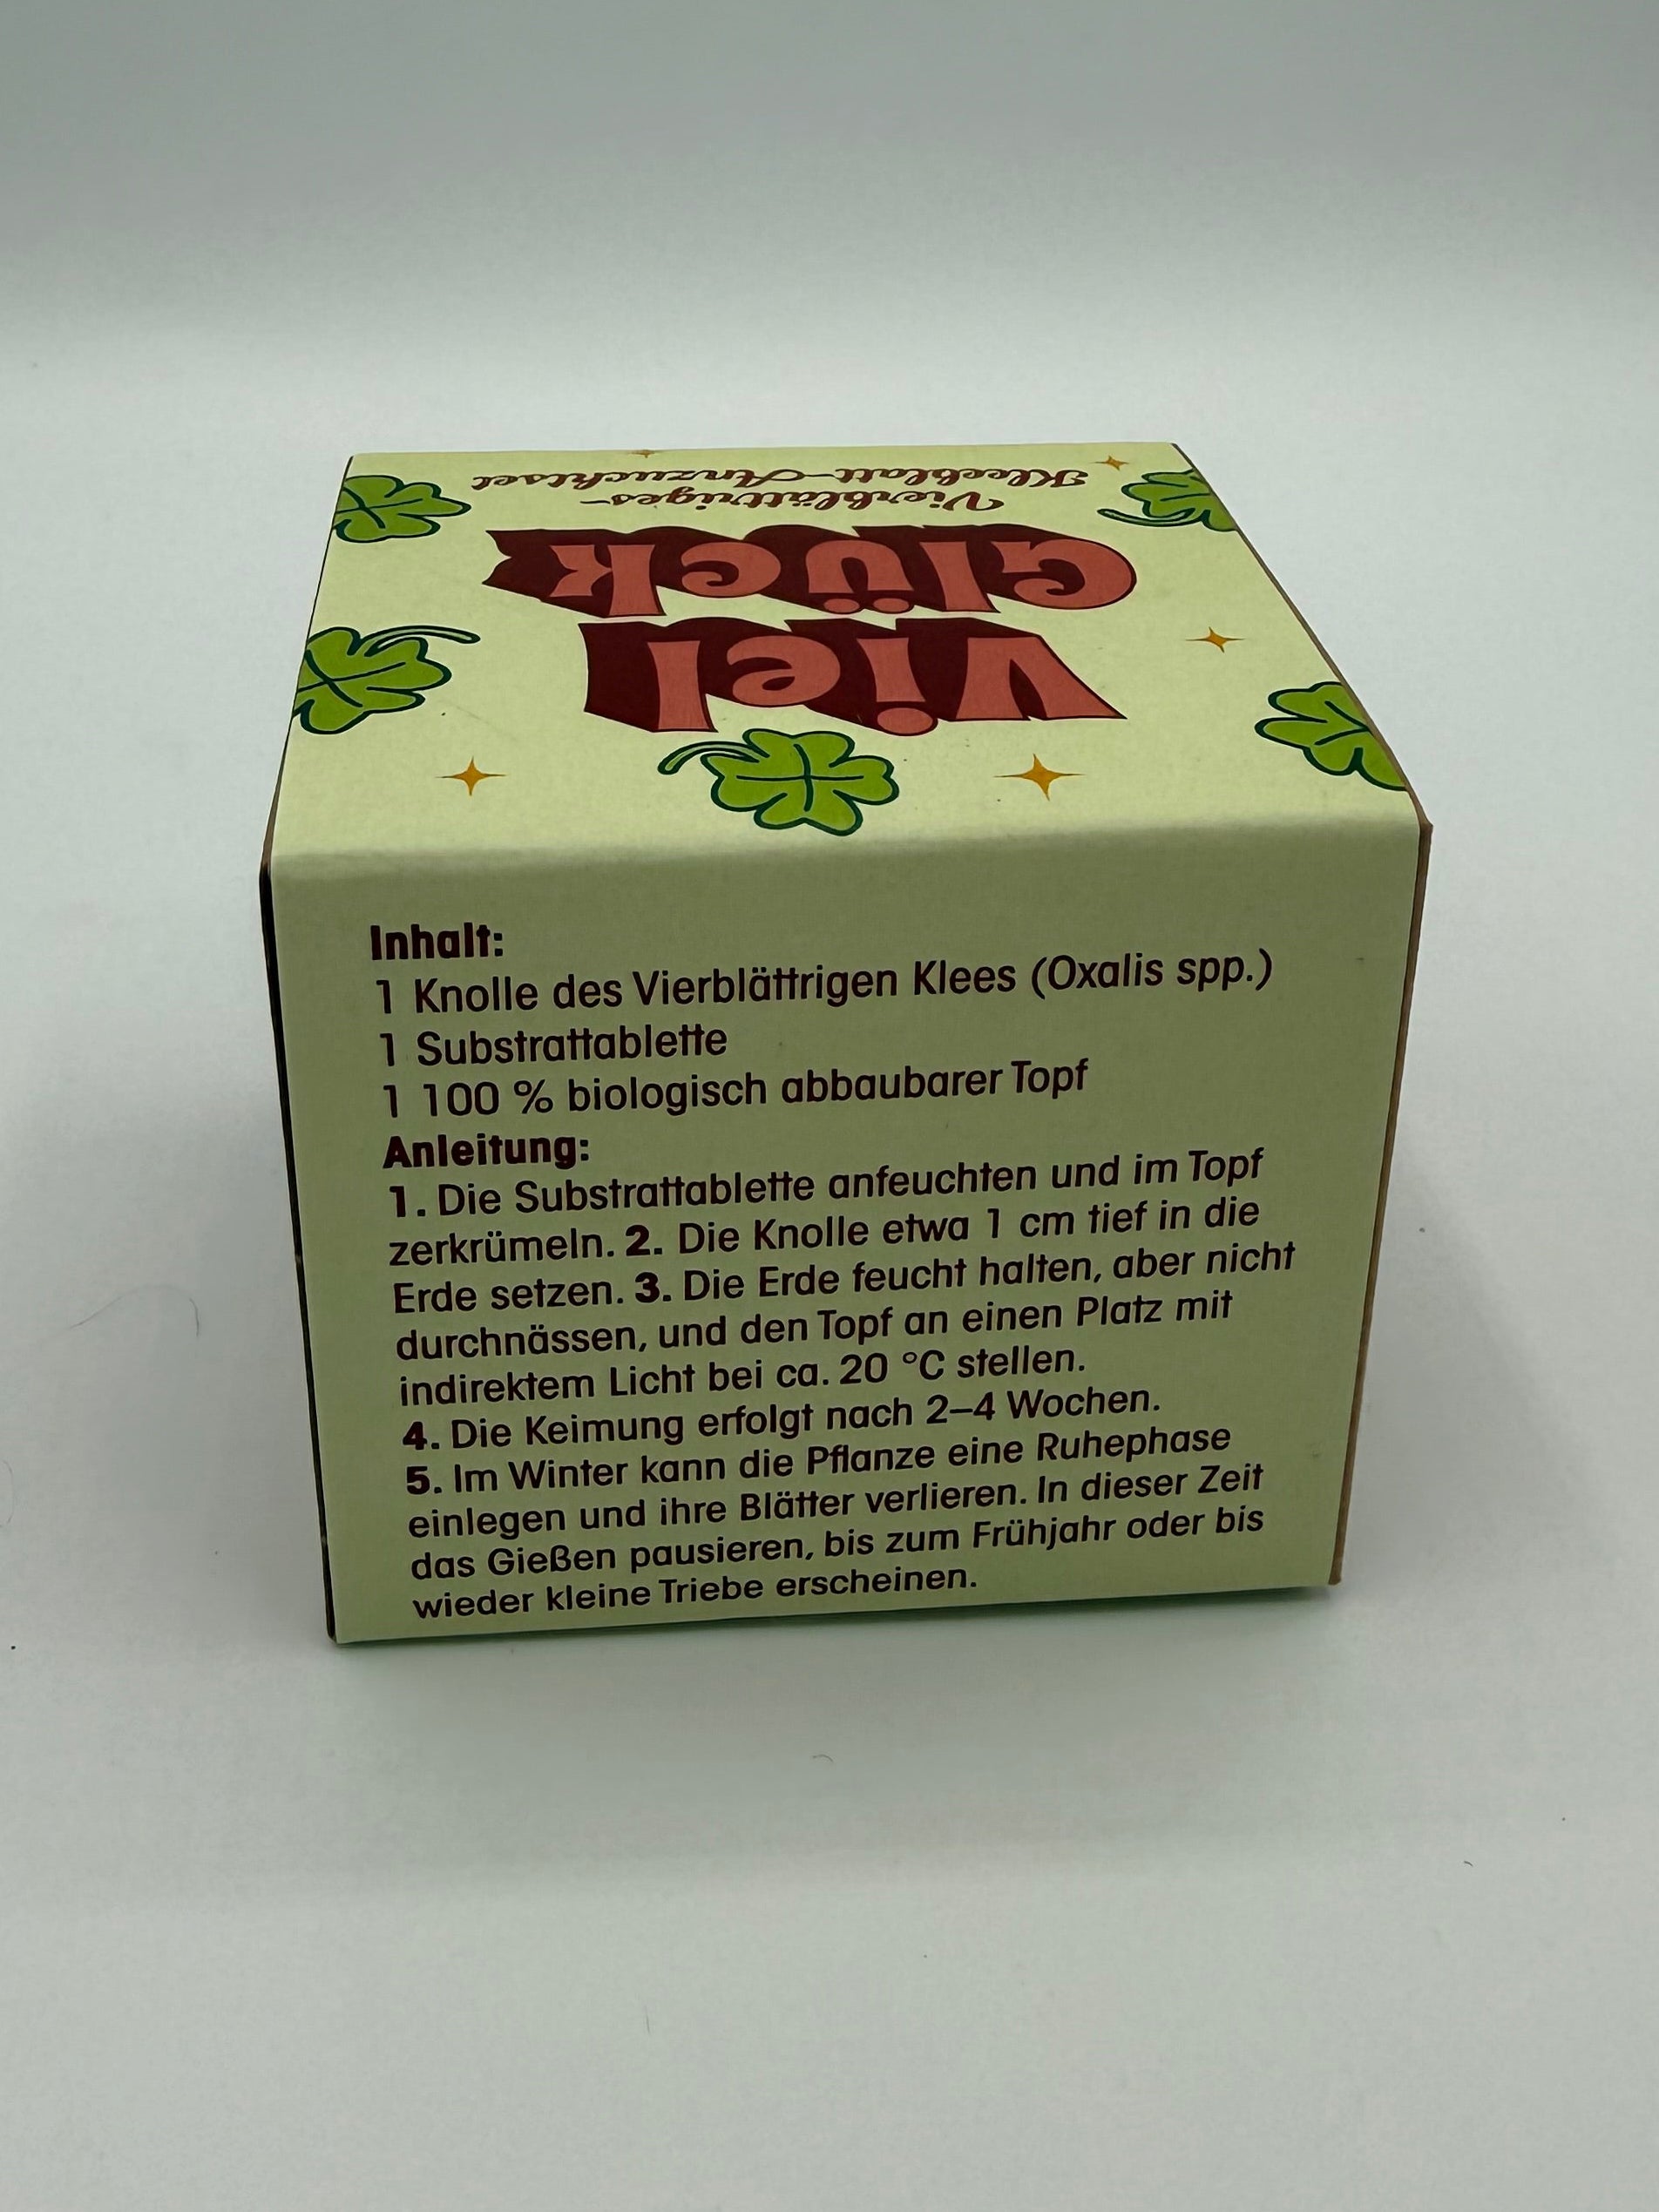 Viel
Glück
Vierblättriges-
Kleeblatt-Anzuchtset
Inhalt:
1 Knolle des Vierblättrigen Klees (Oxalis spp.)
1 Substrattablette
1 100 % biologisch abbaubarer Topf
Anleitung:
1. Die Substrattablette anfeuchten und im Topf
zerkrümeln. 2. Die Knolle etwa 1 cm tief in die
Erde setzen. 3. Die Erde feucht halten, aber nicht
durchnässen, und den Topf an einen Platz mit
indirektem Licht bei ca. 20 °C stellen.
4. Die Keimung erfolgt nach 2–4 Wochen.
5. Im Winter kann die Pflanze eine Ruhephase
einlegen und ihre Blätter verlieren. In dieser Zeit
das Gießen pausieren, bis zum Frühjahr oder bis
wieder kleine Triebe erscheinen.